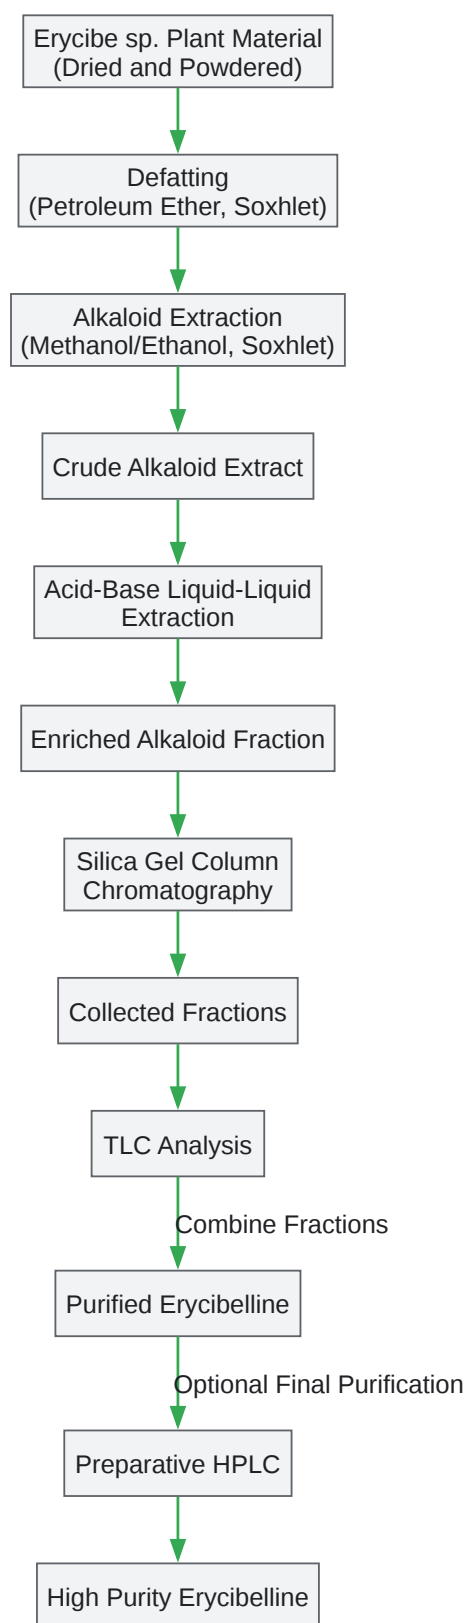 Erycibe sp. Plant Material
(Dried and Powdered)
Defatting
(Petroleum Ether, Soxhlet)
Alkaloid Extraction
(Methanol/Ethanol, Soxhlet)
Crude Alkaloid Extract
Acid-Base Liquid-Liquid
Extraction
Enriched Alkaloid Fraction
Silica Gel Column
Chromatography
Collected Fractions
TLC Analysis
Combine Fractions
Purified Erycibelline
Optional Final Purification
Preparative HPLC
High Purity Erycibelline